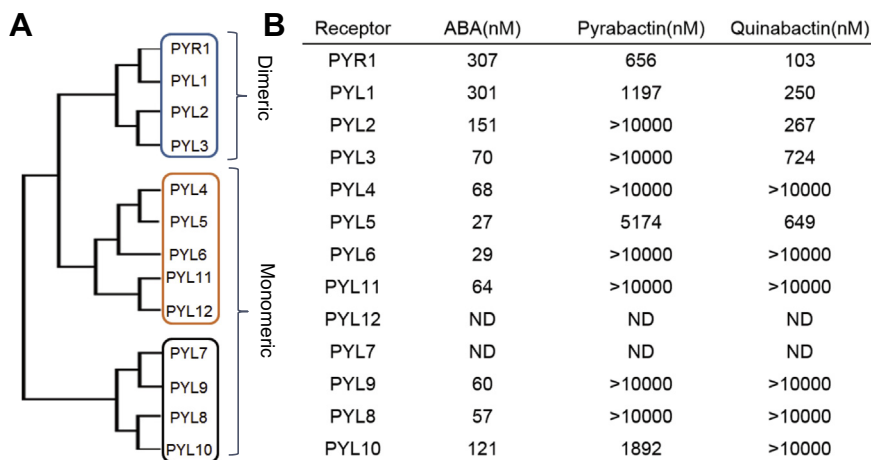 A
PYR1
PYL1
PYL2
PYL3
Dimeric
PYL4
PYL5
PYL6
PYL11
PYL12
PYL7
PYL9
PYL8
PYL10
Monomeric
B
Receptor ABA(nM) Pyrabactin(nM) Quinabactin(nM)
PYR1 307 656 103
PYL1 301 1197 250
PYL2 151 >10000 267
PYL3 70 >10000 724
PYL4 68 >10000 >10000
PYL5 27 5174 649
PYL6 29 >10000 >10000
PYL11 64 >10000 >10000
PYL12 ND ND ND
PYL7 ND ND ND
PYL9 60 >10000 >10000
PYL8 57 >10000 >10000
PYL10 121 1892 >10000